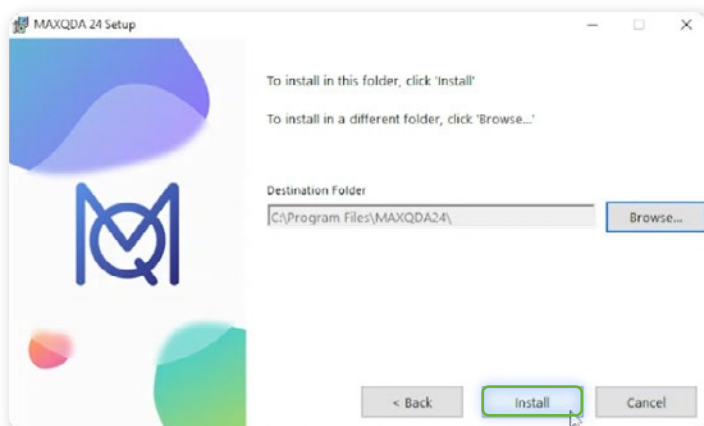 MAXQDA 24 Setup
To install in this folder, click 'Install'
To install in a different folder, click 'Browse...'
Destination Folder
C:\Program Files\MAXQDA24\
Browse...
< Back
Install
Cancel